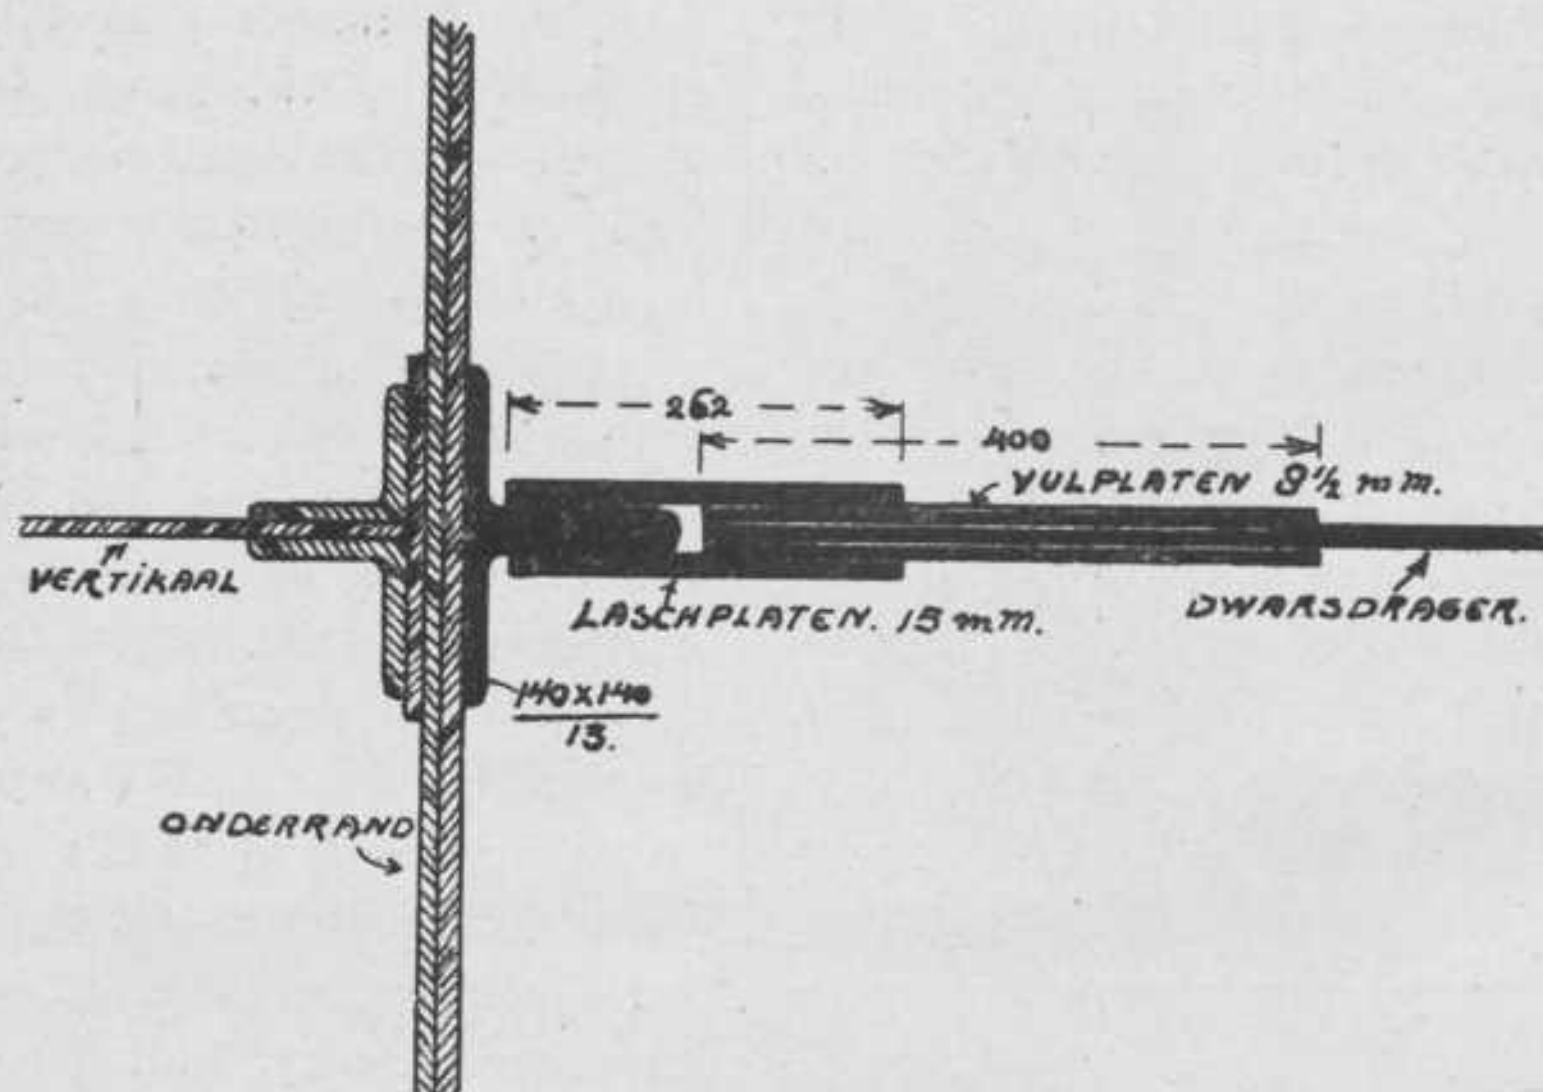 262
400
VULPLATEN 9½ mm.
VERTIKAAL
LASCHPLATEN. 15 mm.
DWARSDRAGER.
140x140
13.
ONDERRAND